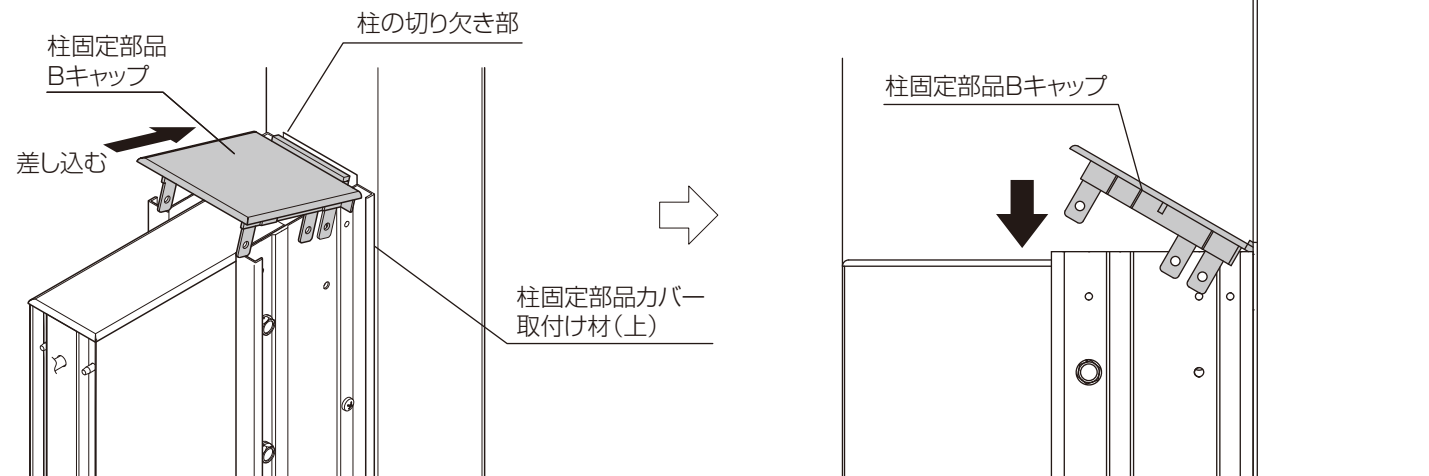 柱の切り欠き部
柱固定部品
Bキャップ
差し込む
柱固定部品カバー
取付け材（上）
柱固定部品Bキャップ